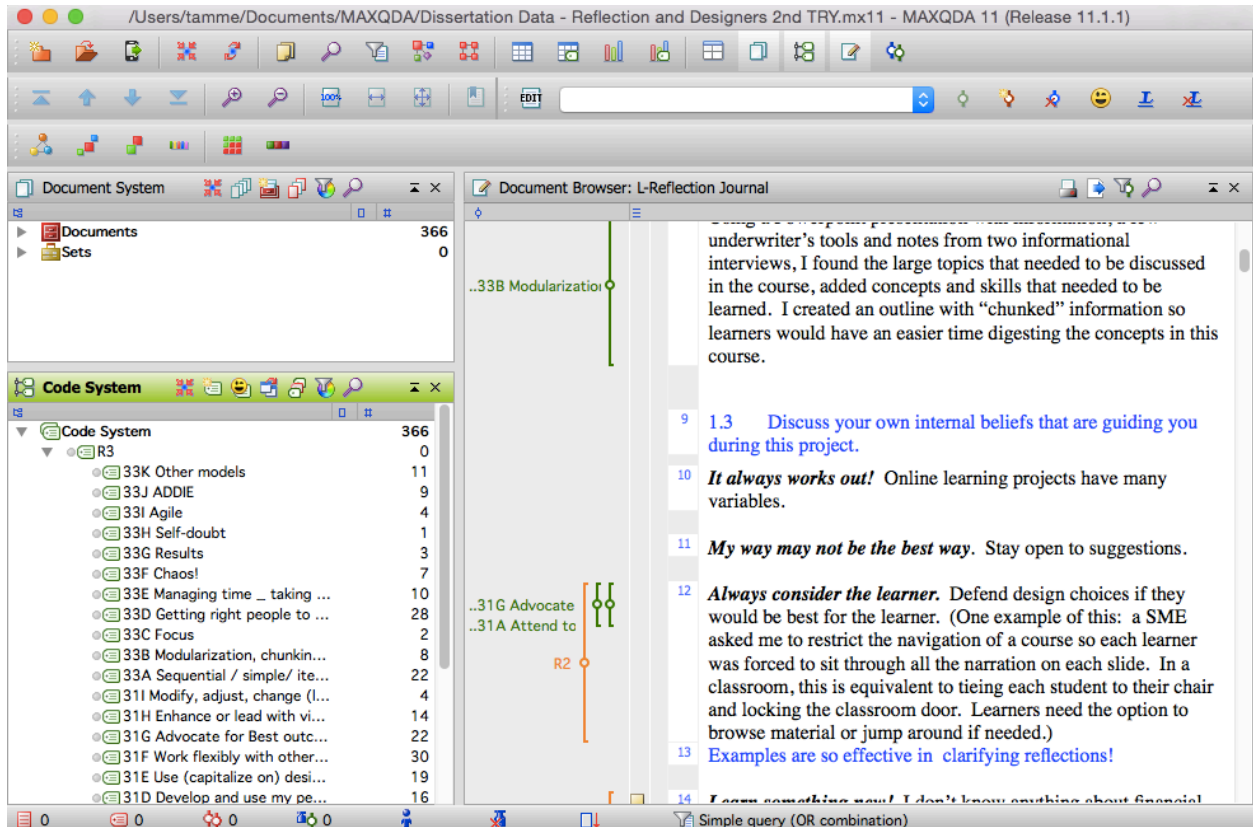 /Users/tamme/Documents/MAXQDA/Dissertation Data - Reflection and Designers 2nd TRY.mx11 - MAXQDA 11 (Release 11.1.1)
100%
EDIT
Document System
#
Documents 366
Sets 0
Code System
#
Code System 366
R3 0
33K Other models 11
33J ADDIE 9
33I Agile 4
33H Self-doubt 1
33G Results 3
33F Chaos! 7
33E Managing time _ taking ... 10
33D Getting right people to ... 28
33C Focus 2
33B Modularization, chunkin... 8
33A Sequential / simple/ ite... 22
31I Modify, adjust, change (l... 4
31H Enhance or lead with vi... 14
31G Advocate for Best outc... 22
31F Work flexibly with other... 30
31E Use (capitalize on) desi... 19
31D Develop and use my pe... 16
Document Browser: L-Reflection Journal
..33B Modularization
..31G Advocate
..31A Attend to
R2
underwriter's tools and notes from two informational
interviews, I found the large topics that needed to be discussed
in the course, added concepts and skills that needed to be
learned. I created an outline with “chunked” information so
learners would have an easier time digesting the concepts in this
course.
9 1.3 Discuss your own internal beliefs that are guiding you
during this project.
10 It always works out! Online learning projects have many
variables.
11 My way may not be the best way. Stay open to suggestions.
12 Always consider the learner. Defend design choices if they
would be best for the learner. (One example of this: a SME
asked me to restrict the navigation of a course so each learner
was forced to sit through all the narration on each slide. In a
classroom, this is equivalent to tieing each student to their chair
and locking the classroom door. Learners need the option to
browse material or jump around if needed.)
13 Examples are so effective in clarifying reflections!
14 Learn something new! I don't know anything about financial
0 0 0 0 Simple query (OR combination)